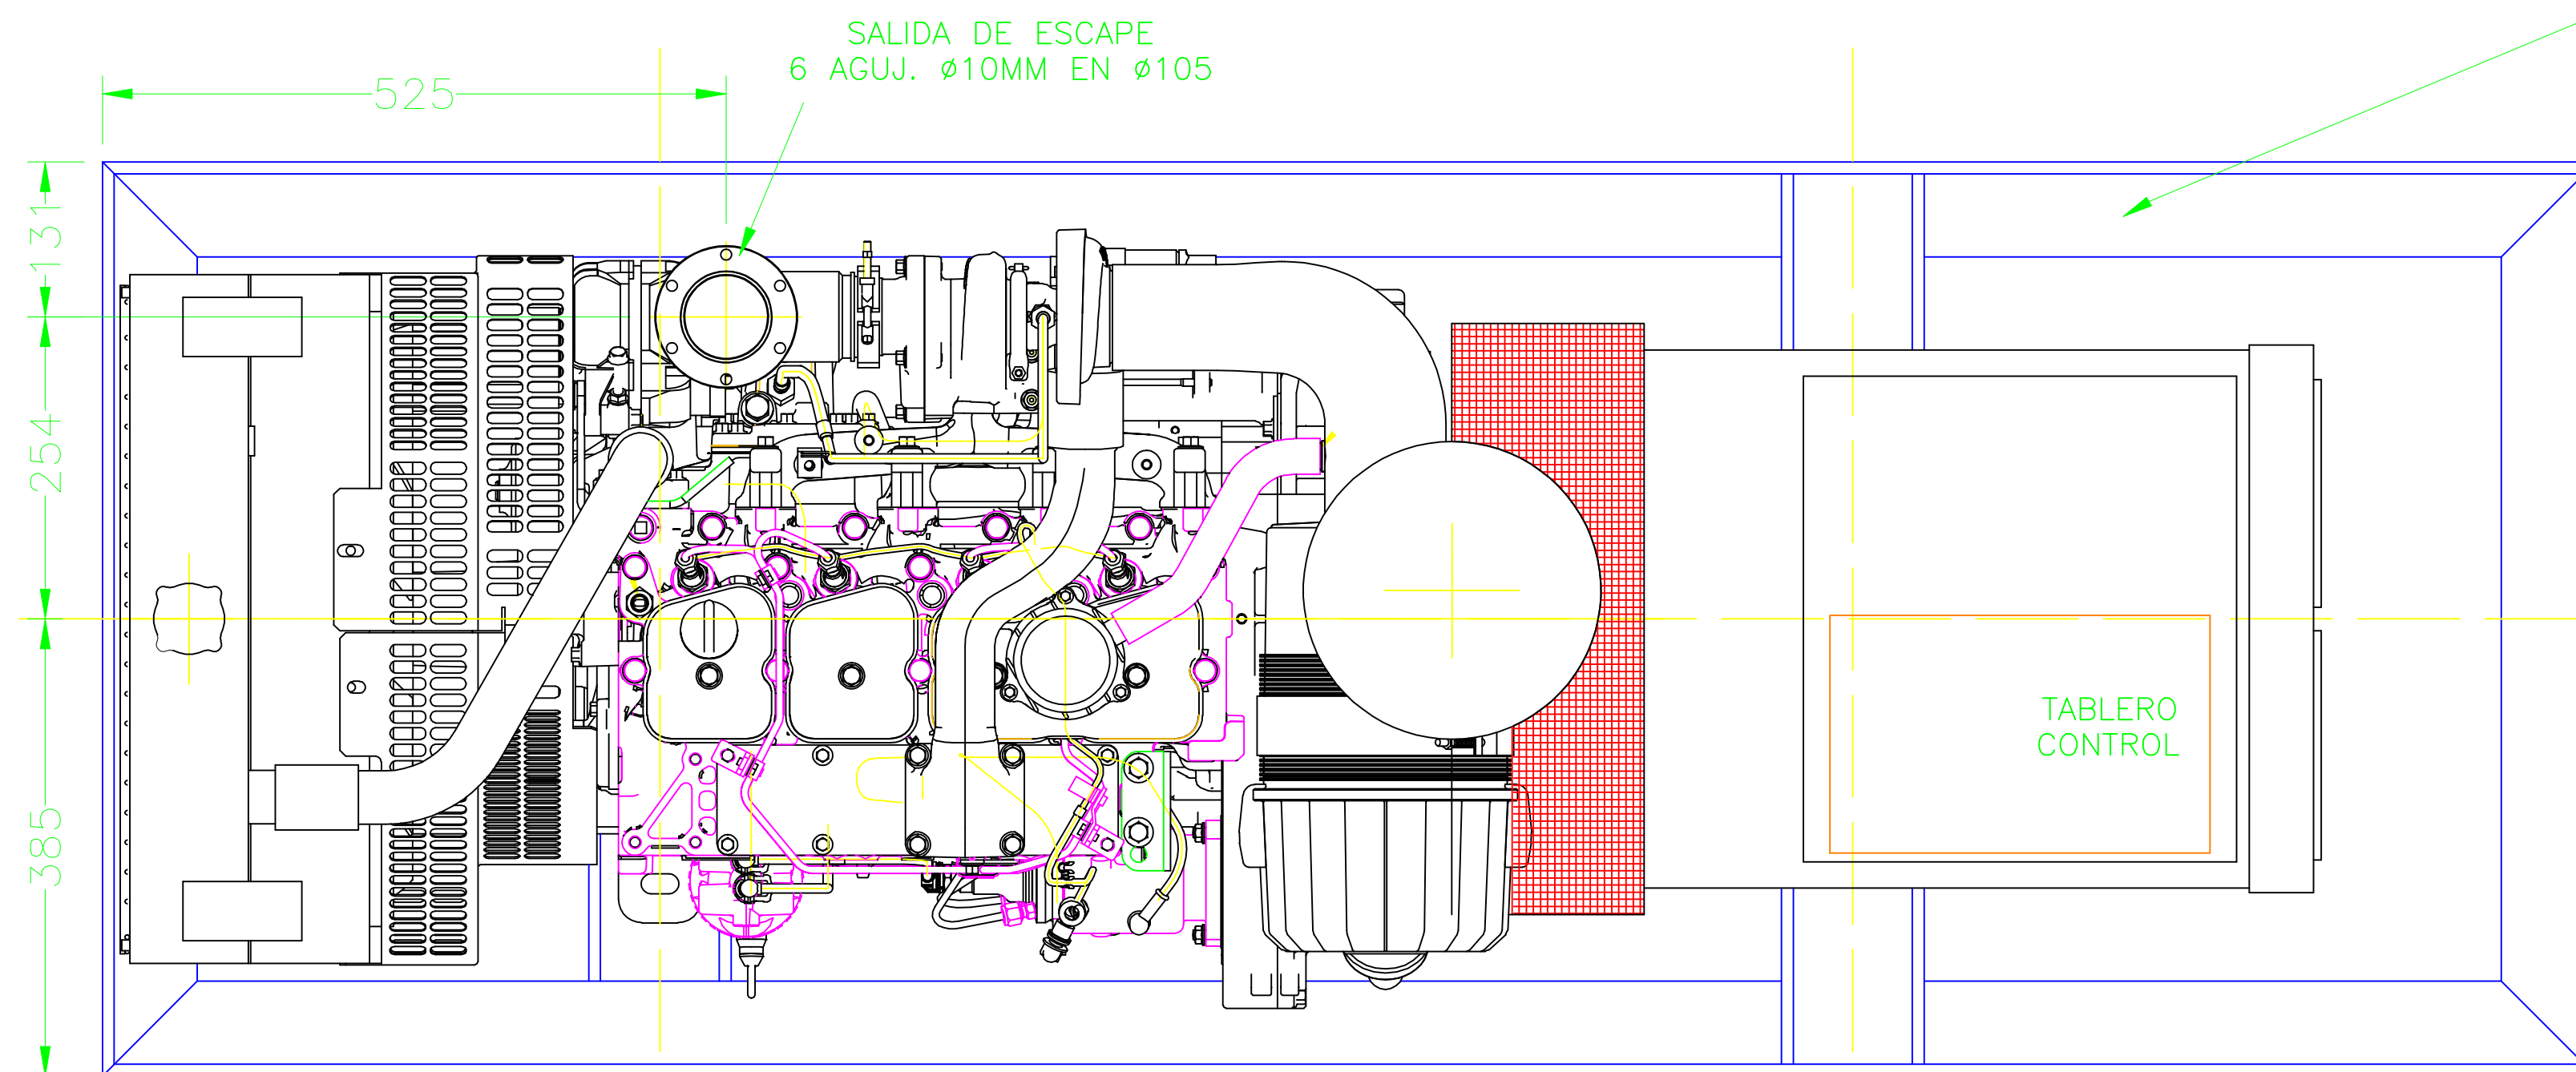 SALIDA DE ESCAPE
6 AGUJ. ø10MM EN ø105
525
131
254
385
TABLERO
CONTROL